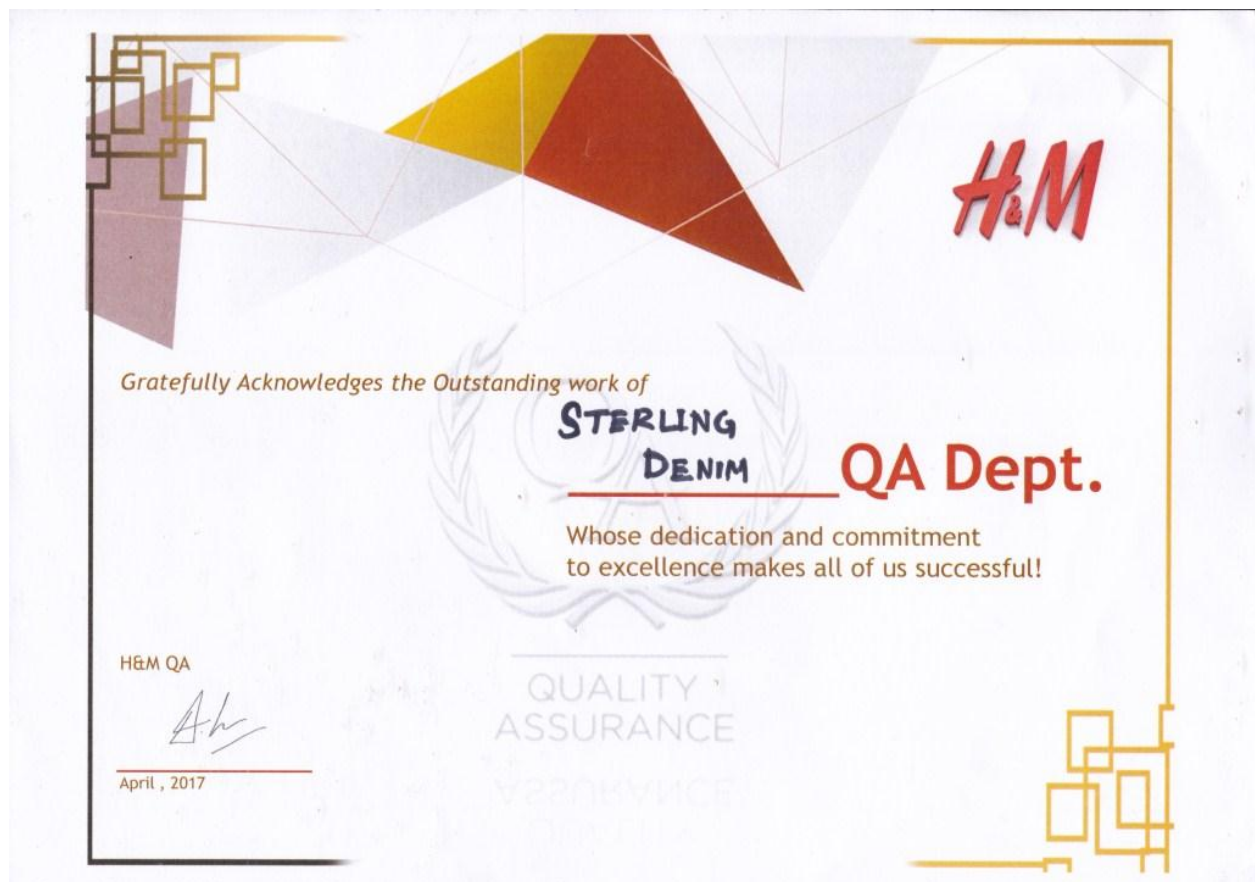 H&M
Gratefully Acknowledges the Outstanding work of
STERLING
DENIM
QA Dept.
Whose dedication and commitment
to excellence makes all of us successful!
H&M QA
April , 2017
QA
QUALITY
ASSURANCE